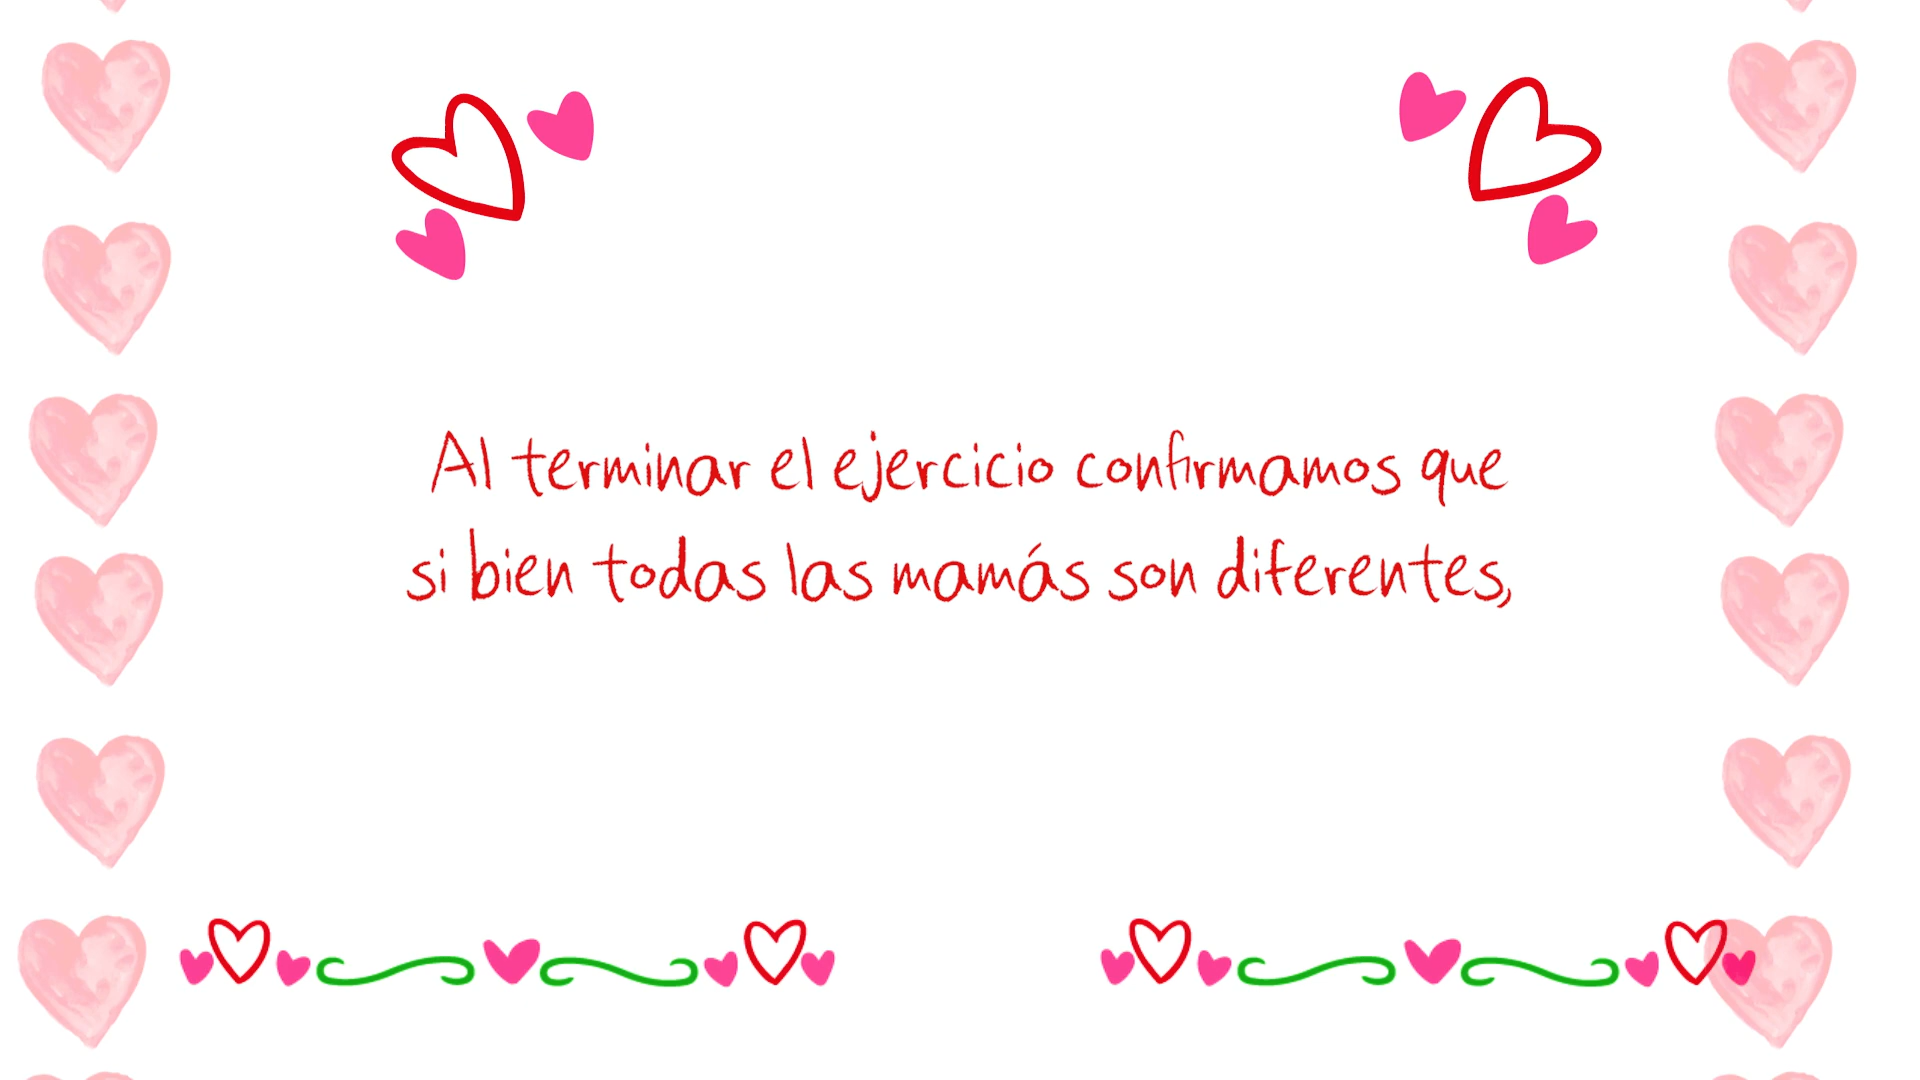 Al terminar el ejercicio confirmamos que
si bien todas las mamás son diferentes,